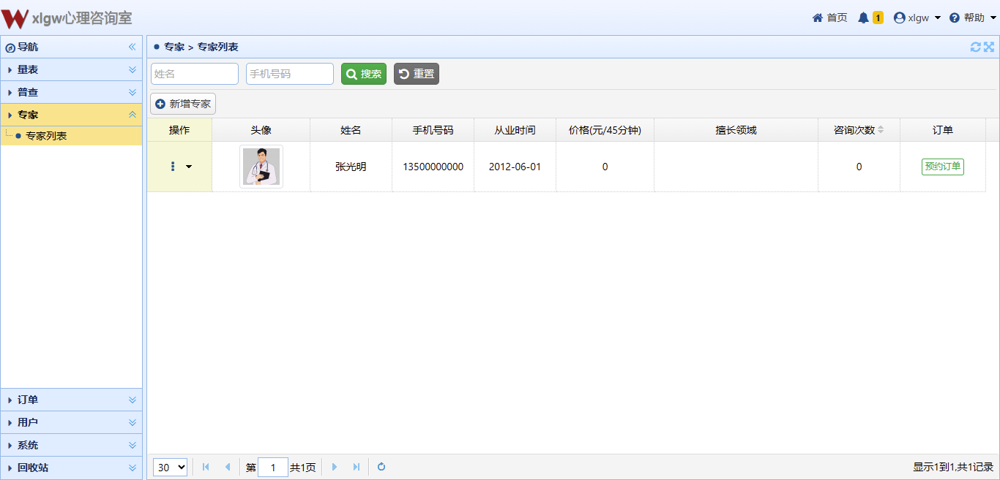 xlgw心理咨询室
首页
1
xlgw
帮助
导航
量表
普查
专家
专家列表
订单
用户
系统
回收站
专家 > 专家列表
姓名
手机号码
搜索
重置
新增专家
操作 头像 姓名 手机号码 从业时间 价格(元/45分钟) 擅长领域 咨询次数 订单
张光明 13500000000 2012-06-01 0 0 预约订单
30 第 1 共1页
显示1到1,共1记录